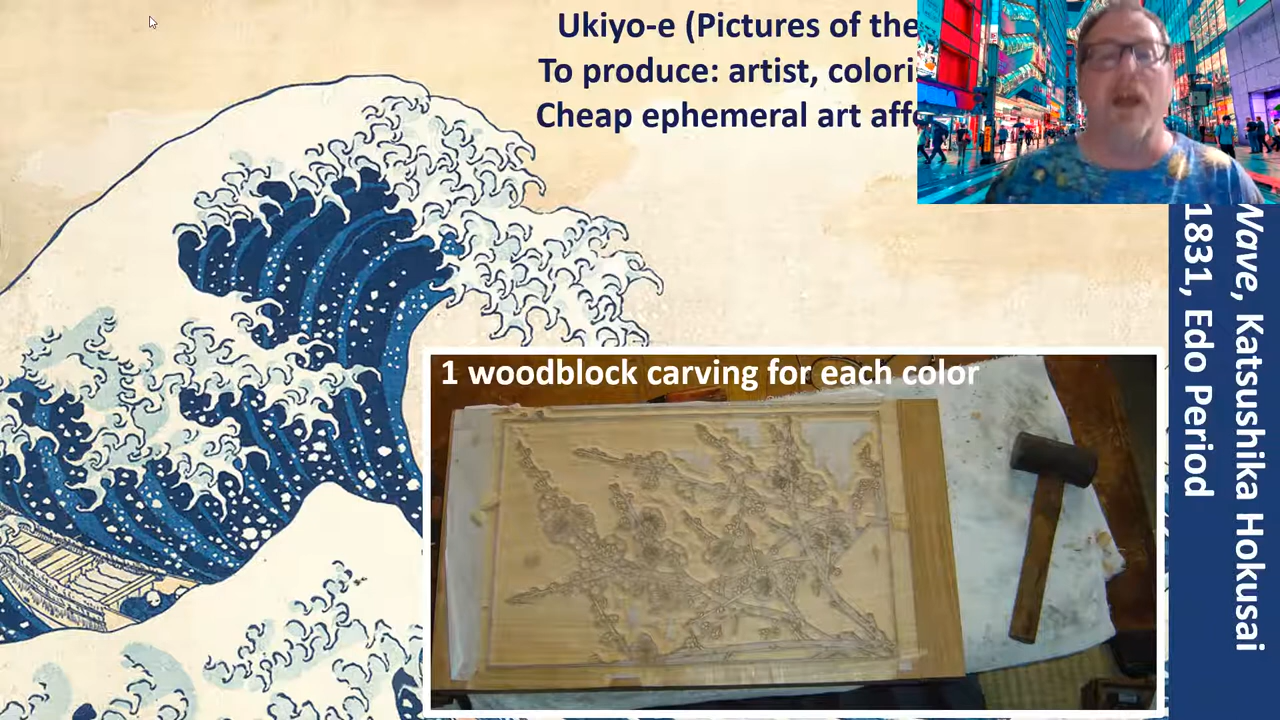 Ukiyo-e (Pictures of the
To produce: artist, colori
Cheap ephemeral art affo
1 woodblock carving for each color
Wave, Katsushika Hokusai
1831, Edo Period